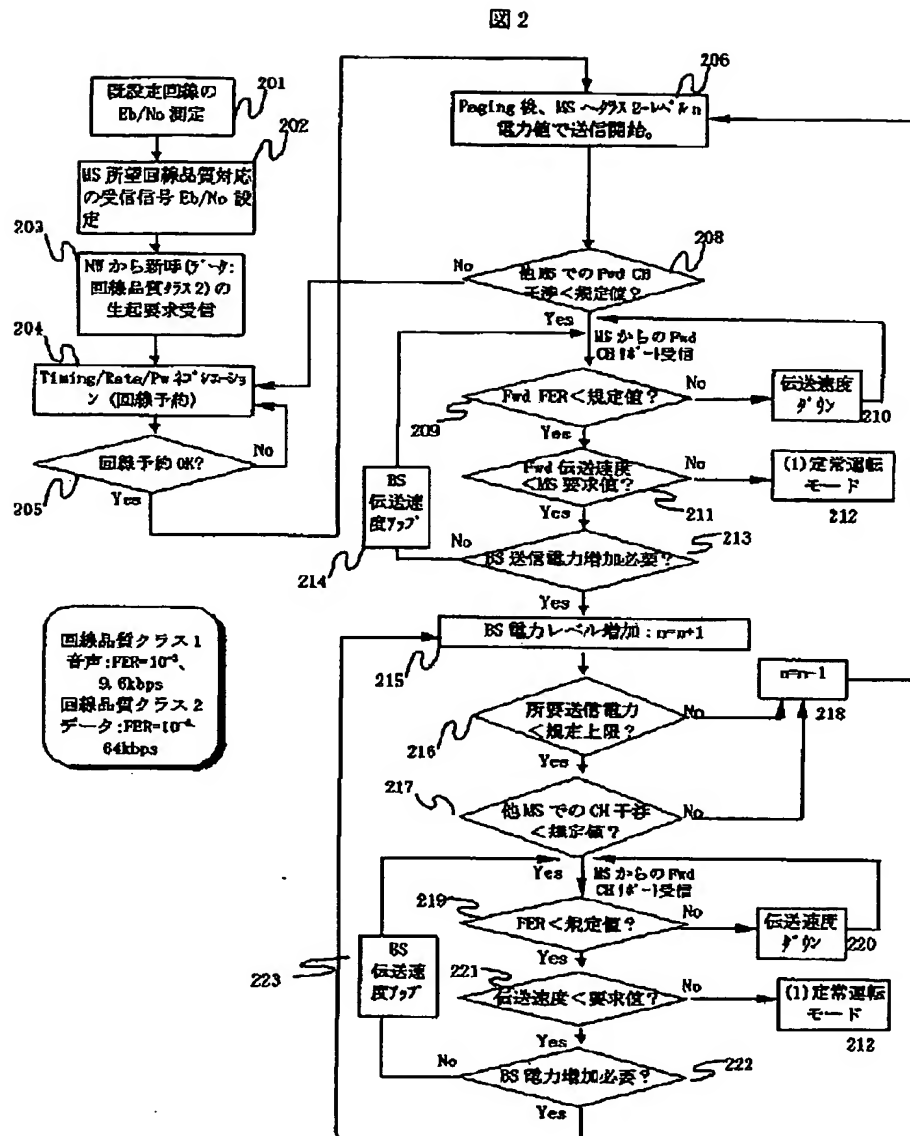 図2
既設定回線の
Eb/No 測定
201
MS 所望回線品質対応
の受信信号 Eb/No 設
定
202
203
NWから新呼(データ:
回線品質クラス2)の
生起要求受信
204
Timing/Rate/Pwネゴシエーショ
ン (回線予約)
回線予約 OK?
No
205
Yes
206
Paging 後、MS へクラス2-レベルn
電力値で送信開始。
208
No
他MS での Fwd CH
干渉<規定値?
Yes
MS からの Fwd
CH リポート受信
Fwd FER<規定値?
No
209
伝送速度
ダウン
210
Yes
Fwd 伝送速度
<MS 要求値?
No
211
(1) 定常運転
モード
212
BS
伝送速
度アップ
214
Yes
213
No
BS 送信電力増加必要?
Yes
回線品質クラス1
音声:FER=10⁻³、
9.6kbps
回線品質クラス2
データ:FER=10
64kbps
BS 電力レベル増加:n=n+1
215
n=n-1
218
所要送信電力
<規定上限?
No
216
Yes
217
他MS での CH 干渉
<規定値?
No
Yes
MS からの Fwd
CH リポート受信
219
FER<規定値?
No
伝送速度
ダウン
220
Yes
223
BS
伝送速
度アップ
221
伝送速度<要求値?
No
(1) 定常運転
モード
212
Yes
No
BS 電力増加必要?
222
Yes